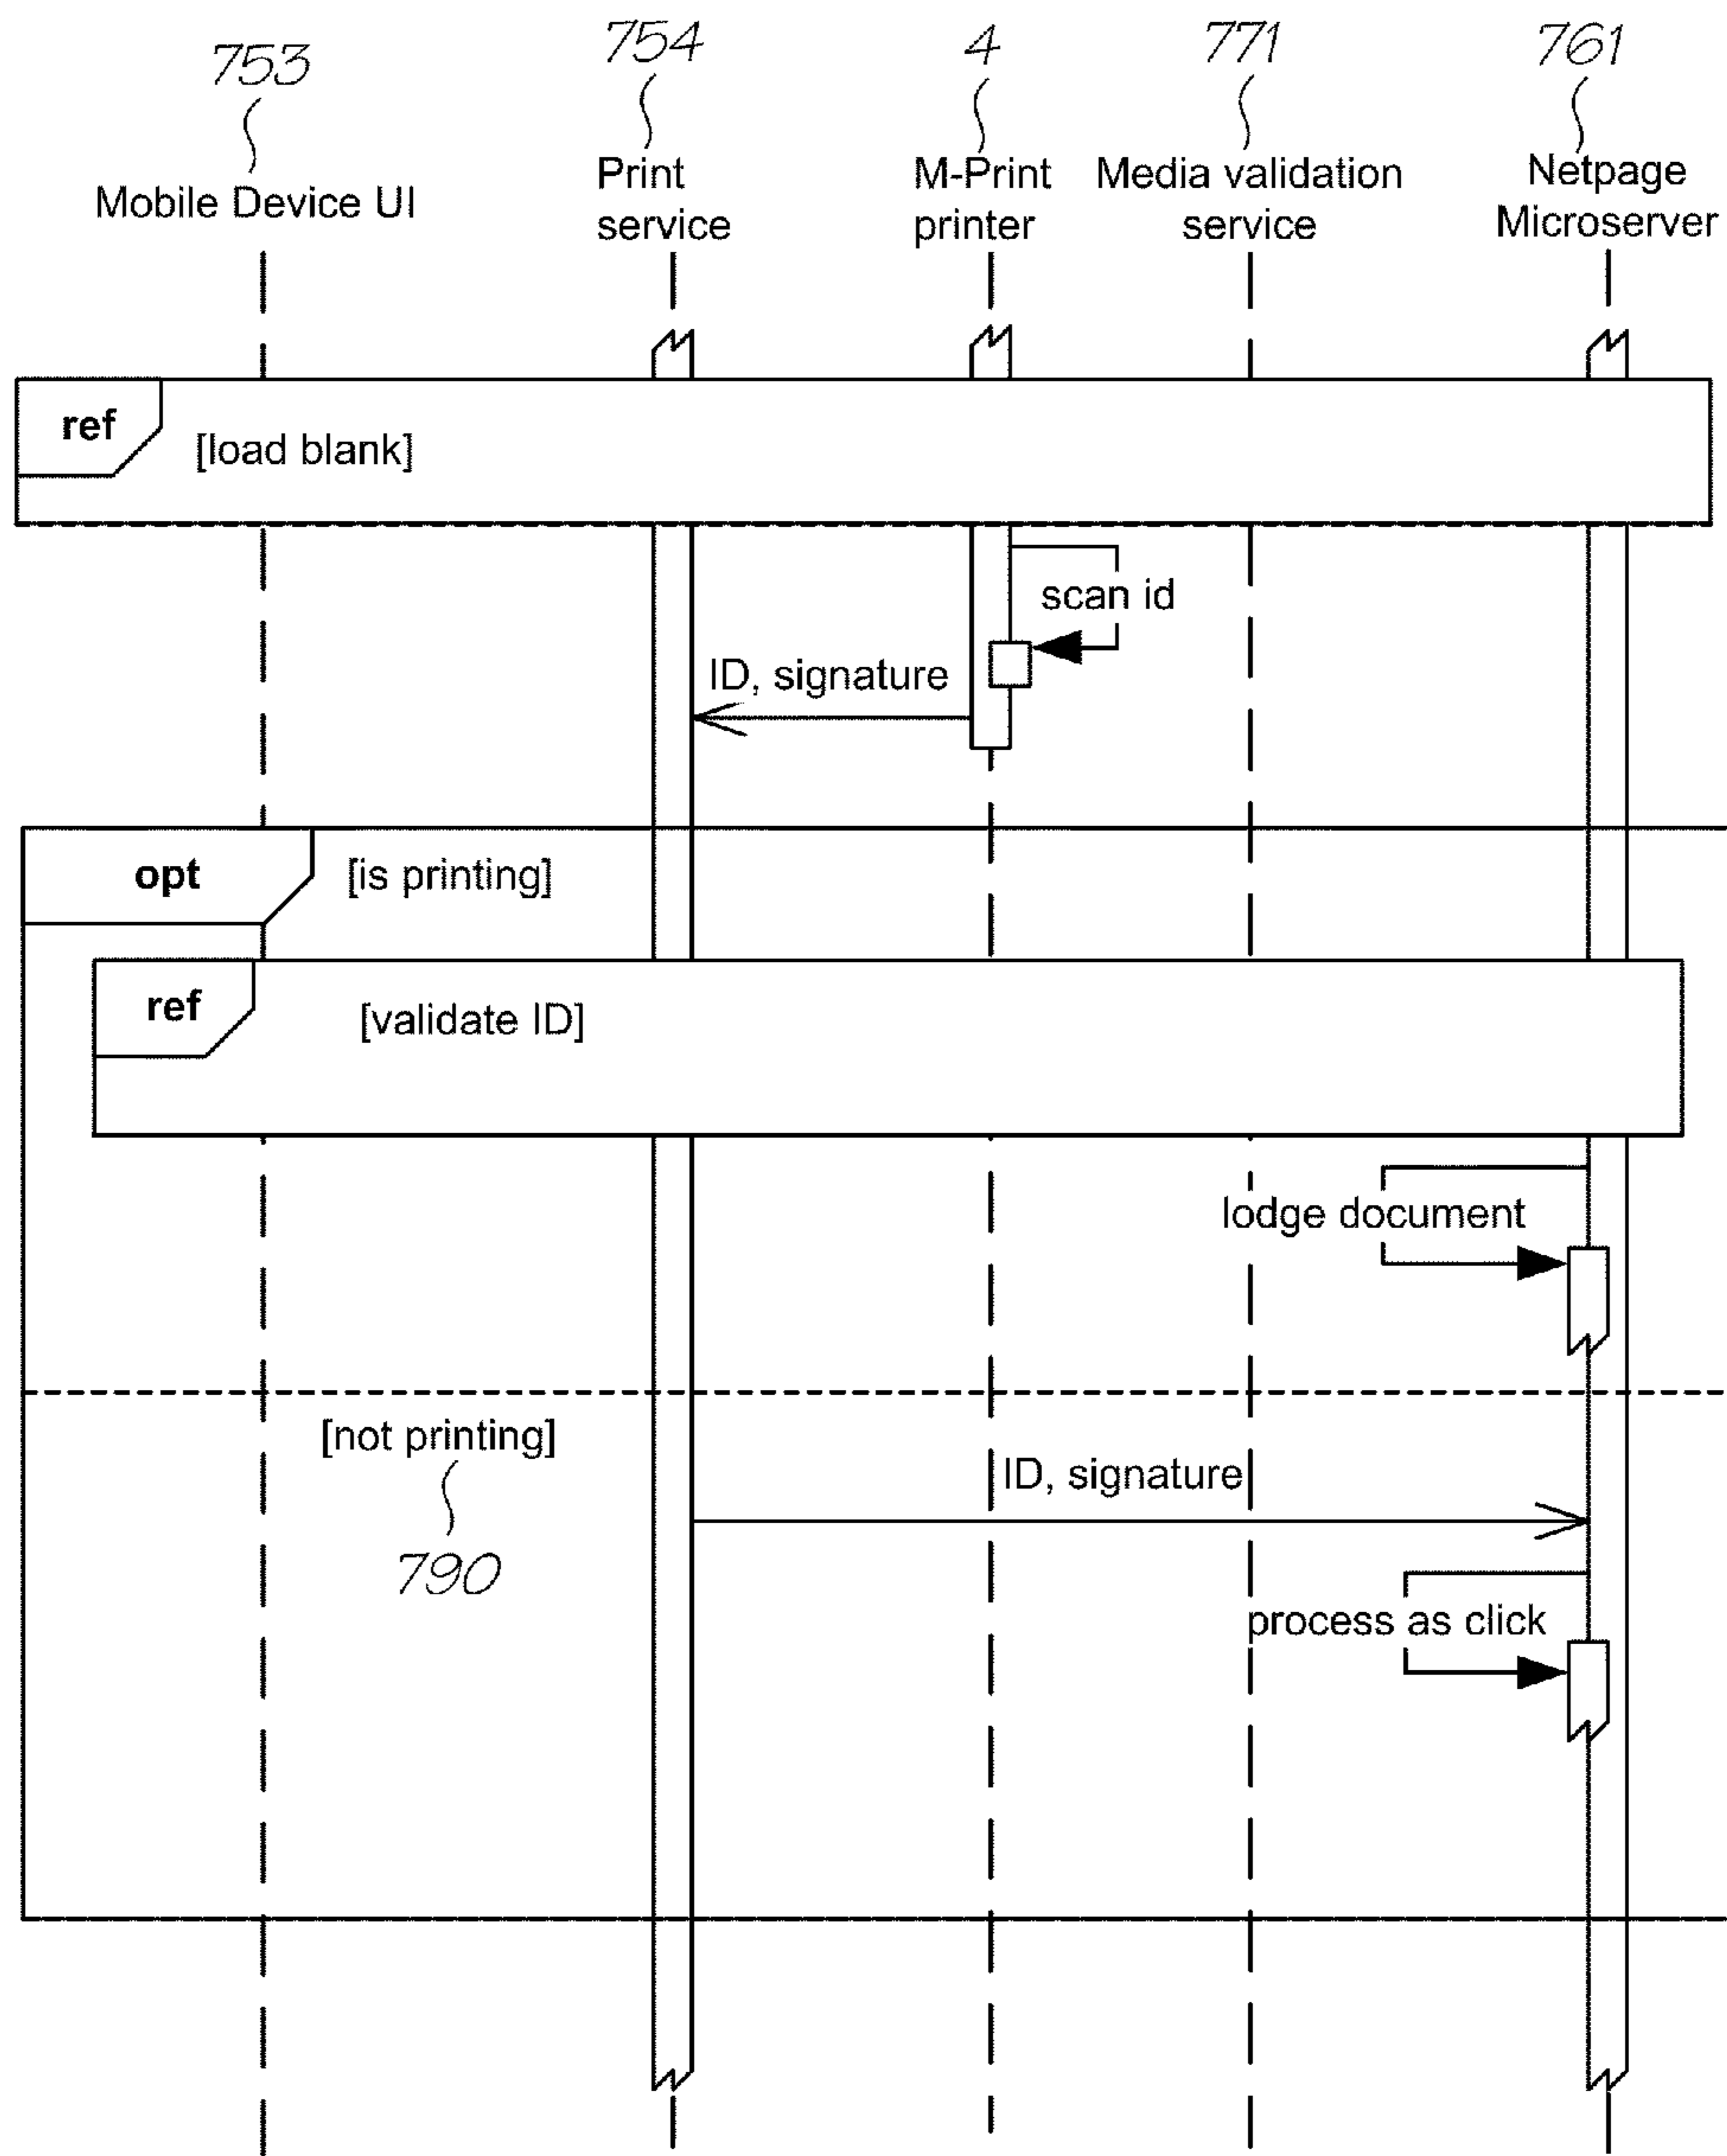 753
754
4
771
761
Mobile Device UI
Print
service
M-Print
printer
Media validation
service
Netpage
Microserver
ref
[load blank]
scan id
ID, signature
opt
[is printing]
ref
[validate ID]
lodge document
[not printing]
790
ID, signature
process as click